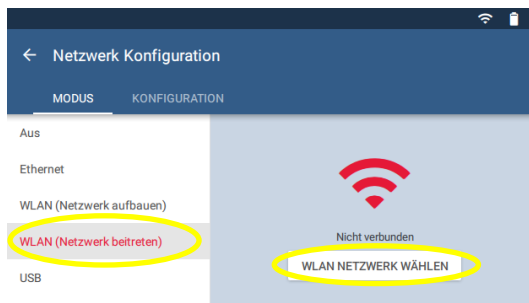 Netzwerk Konfiguration
MODUS KONFIGURATION
Aus
Ethernet
WLAN (Netzwerk aufbauen)
WLAN (Netzwerk beitreten)
USB
Nicht verbunden
WLAN NETZWERK WÄHLEN